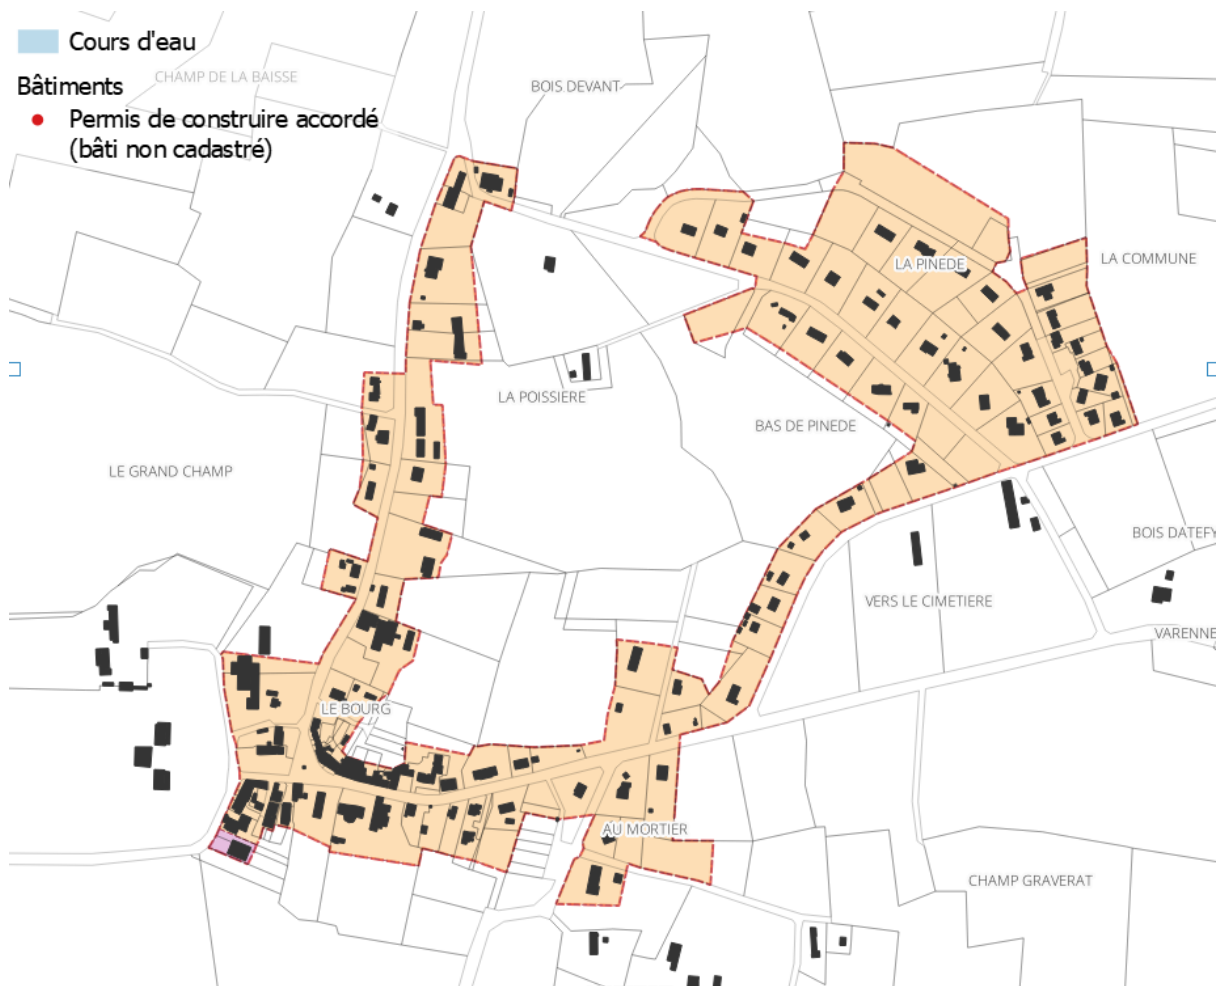 Cours d'eau
CHAMP DE LA BAISSE
Bâtiments
BOIS DEVANT
Permis de construire accordé
(bâti non cadastré)
LA COMMUNE
LA PINEDE
LA POISSIERE
BAS DE PINEDE
LE GRAND CHAMP
BOIS DATEFY
VERS LE CIMETIERE
VARENNE
LE BOURG
AU MORTIER
CHAMP GRAVERAT